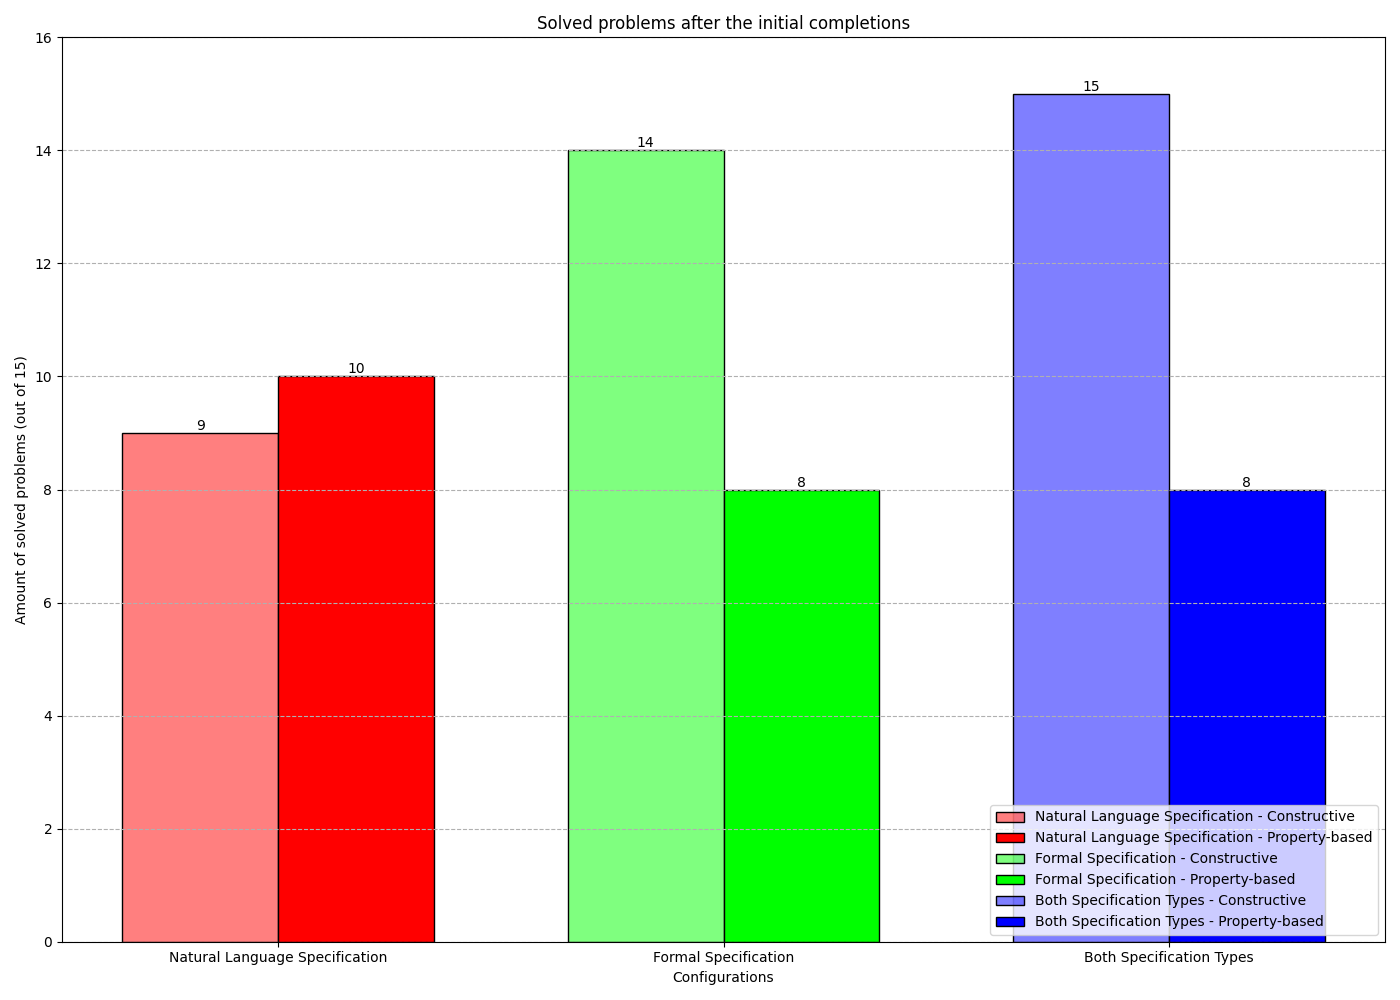 Solved problems after the initial completions
Amount of solved problems (out of 15)
16
14
12
10
8
6
4
2
0
9
10
14
8
15
8
Natural Language Specification - Constructive
Natural Language Specification - Property-based
Formal Specification - Constructive
Formal Specification - Property-based
Both Specification Types - Constructive
Both Specification Types - Property-based
Natural Language Specification
Formal Specification
Both Specification Types
Configurations